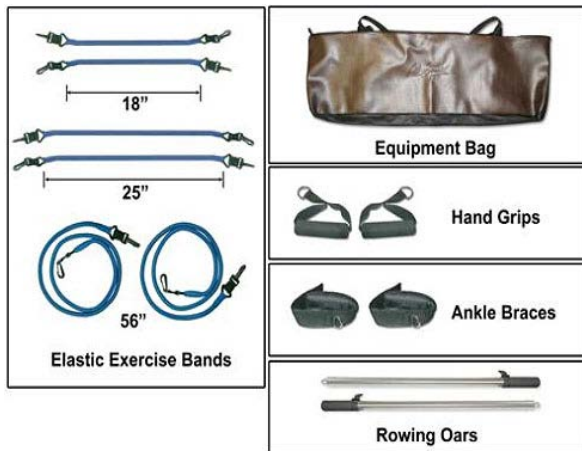 18”
25”
56”
Elastic Exercise Bands
Equipment Bag
Hand Grips
Ankle Braces
Rowing Oars